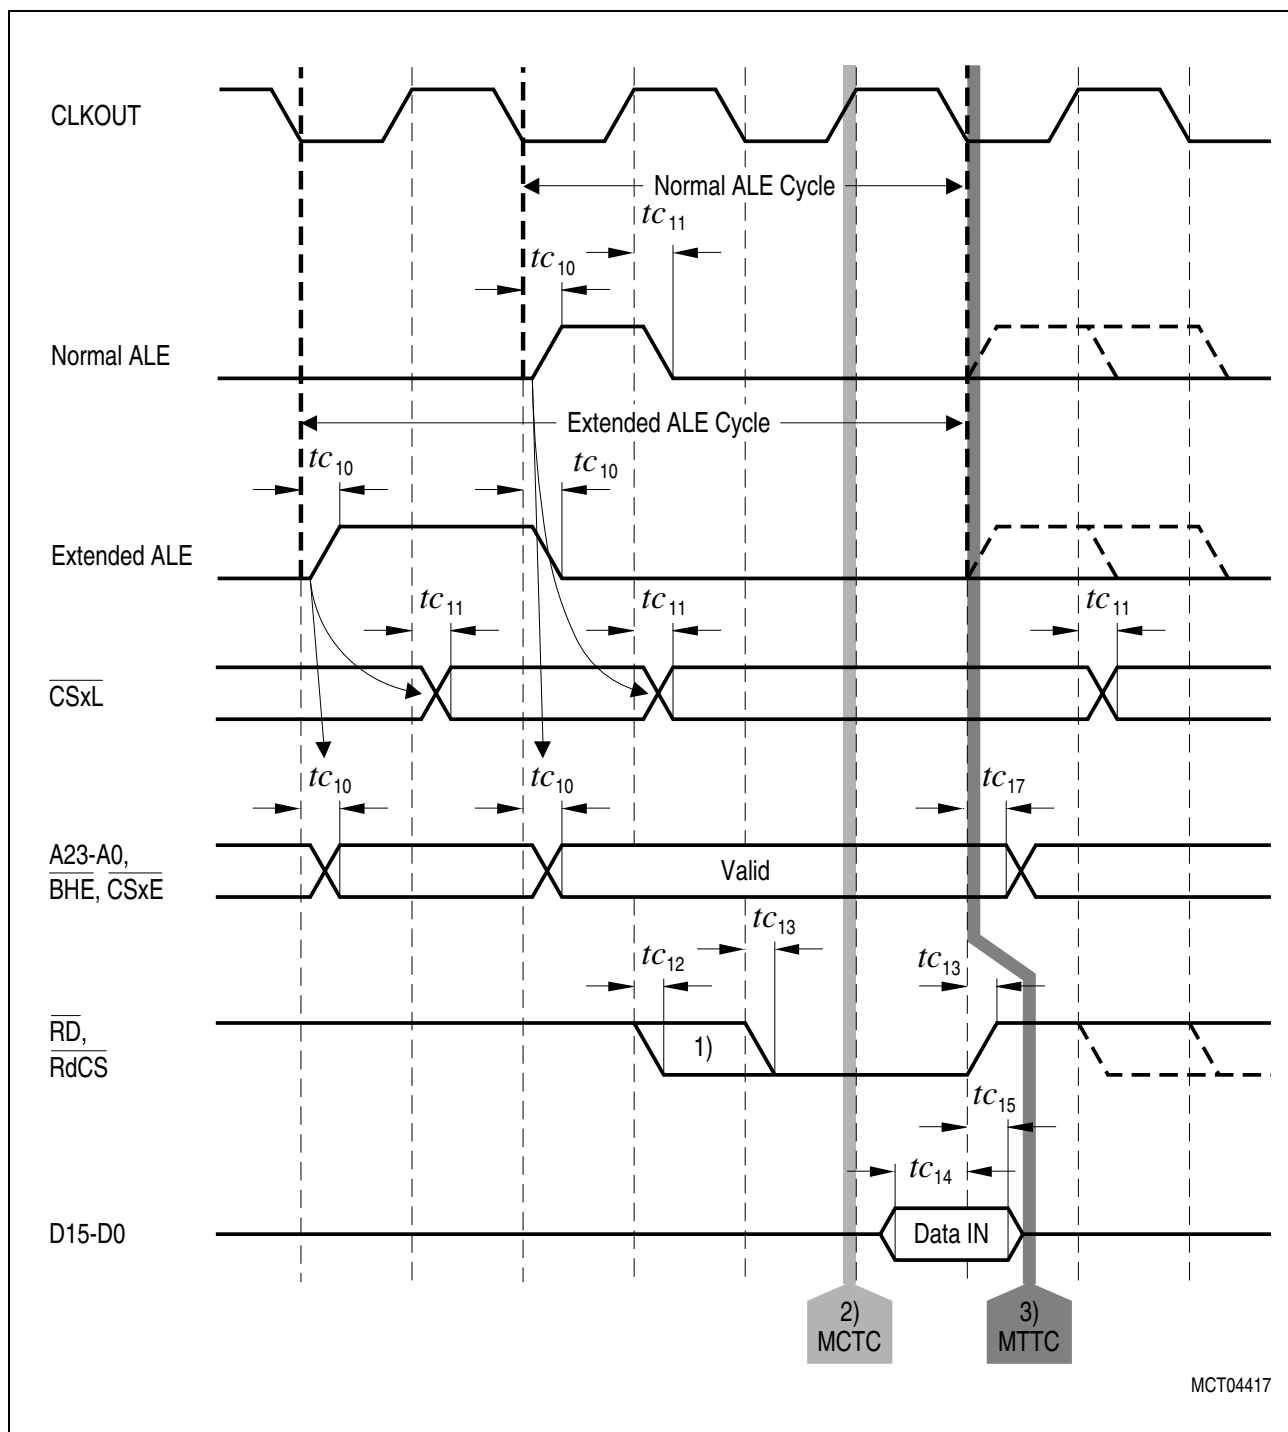 CLKOUT
Normal ALE Cycle
tc11
tc10
Normal ALE
Extended ALE Cycle
tc10
tc10
Extended ALE
tc11
tc11
tc11
CSxL
tc10
tc10
tc17
A23-A0,
BHE, CSxE
Valid
tc13
tc12
tc13
RD,
RdCS
1)
tc15
tc14
D15-D0
Data IN
2)
MCTC
3)
MTTC
MCT04417